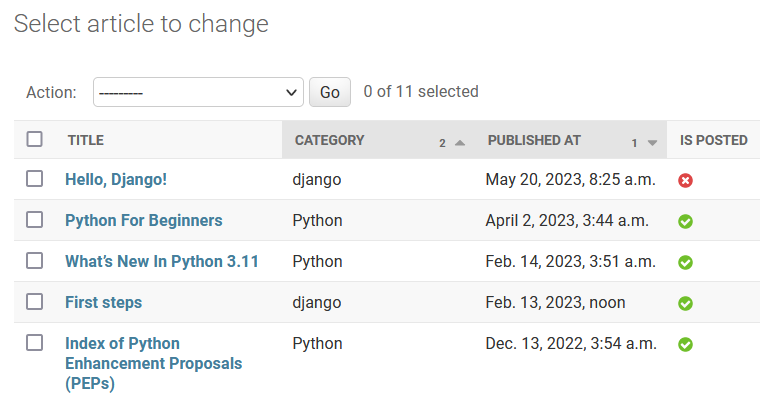 Select article to change
Action: --------- Go 0 of 11 selected
TITLE CATEGORY 2 PUBLISHED AT 1 IS POSTED
Hello, Django! django May 20, 2023, 8:25 a.m.
Python For Beginners Python April 2, 2023, 3:44 a.m.
What's New In Python 3.11 Python Feb. 14, 2023, 3:51 a.m.
First steps django Feb. 13, 2023, noon
Index of Python Python Dec. 13, 2022, 3:54 a.m.
Enhancement Proposals
(PEPs)